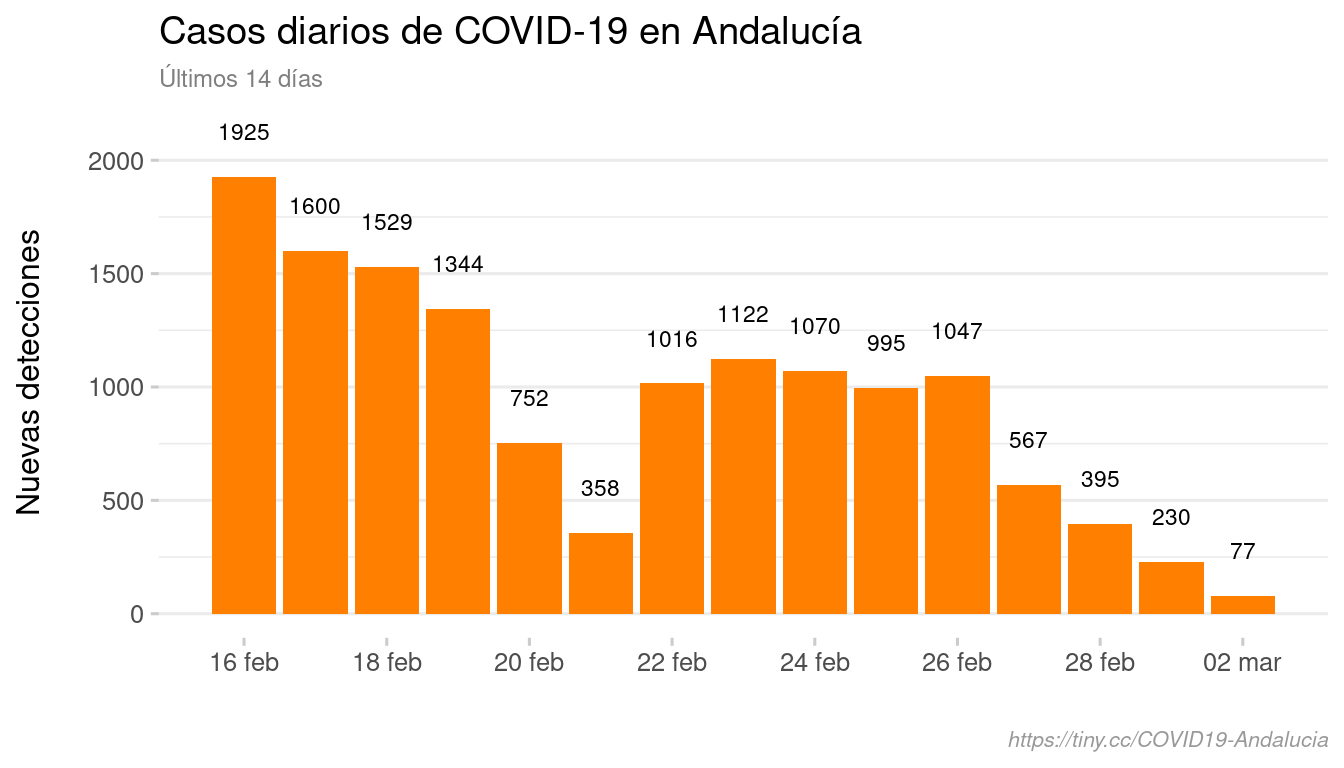 Casos diarios de COVID-19 en Andalucía
Últimos 14 días
Nuevas detecciones
2000
1500
1000
500
0
1925
1600
1529
1344
752
358
1016
1122
1070
995
1047
567
395
230
77
16 feb
18 feb
20 feb
22 feb
24 feb
26 feb
28 feb
02 mar
https://tiny.cc/COVID19-Andalucia